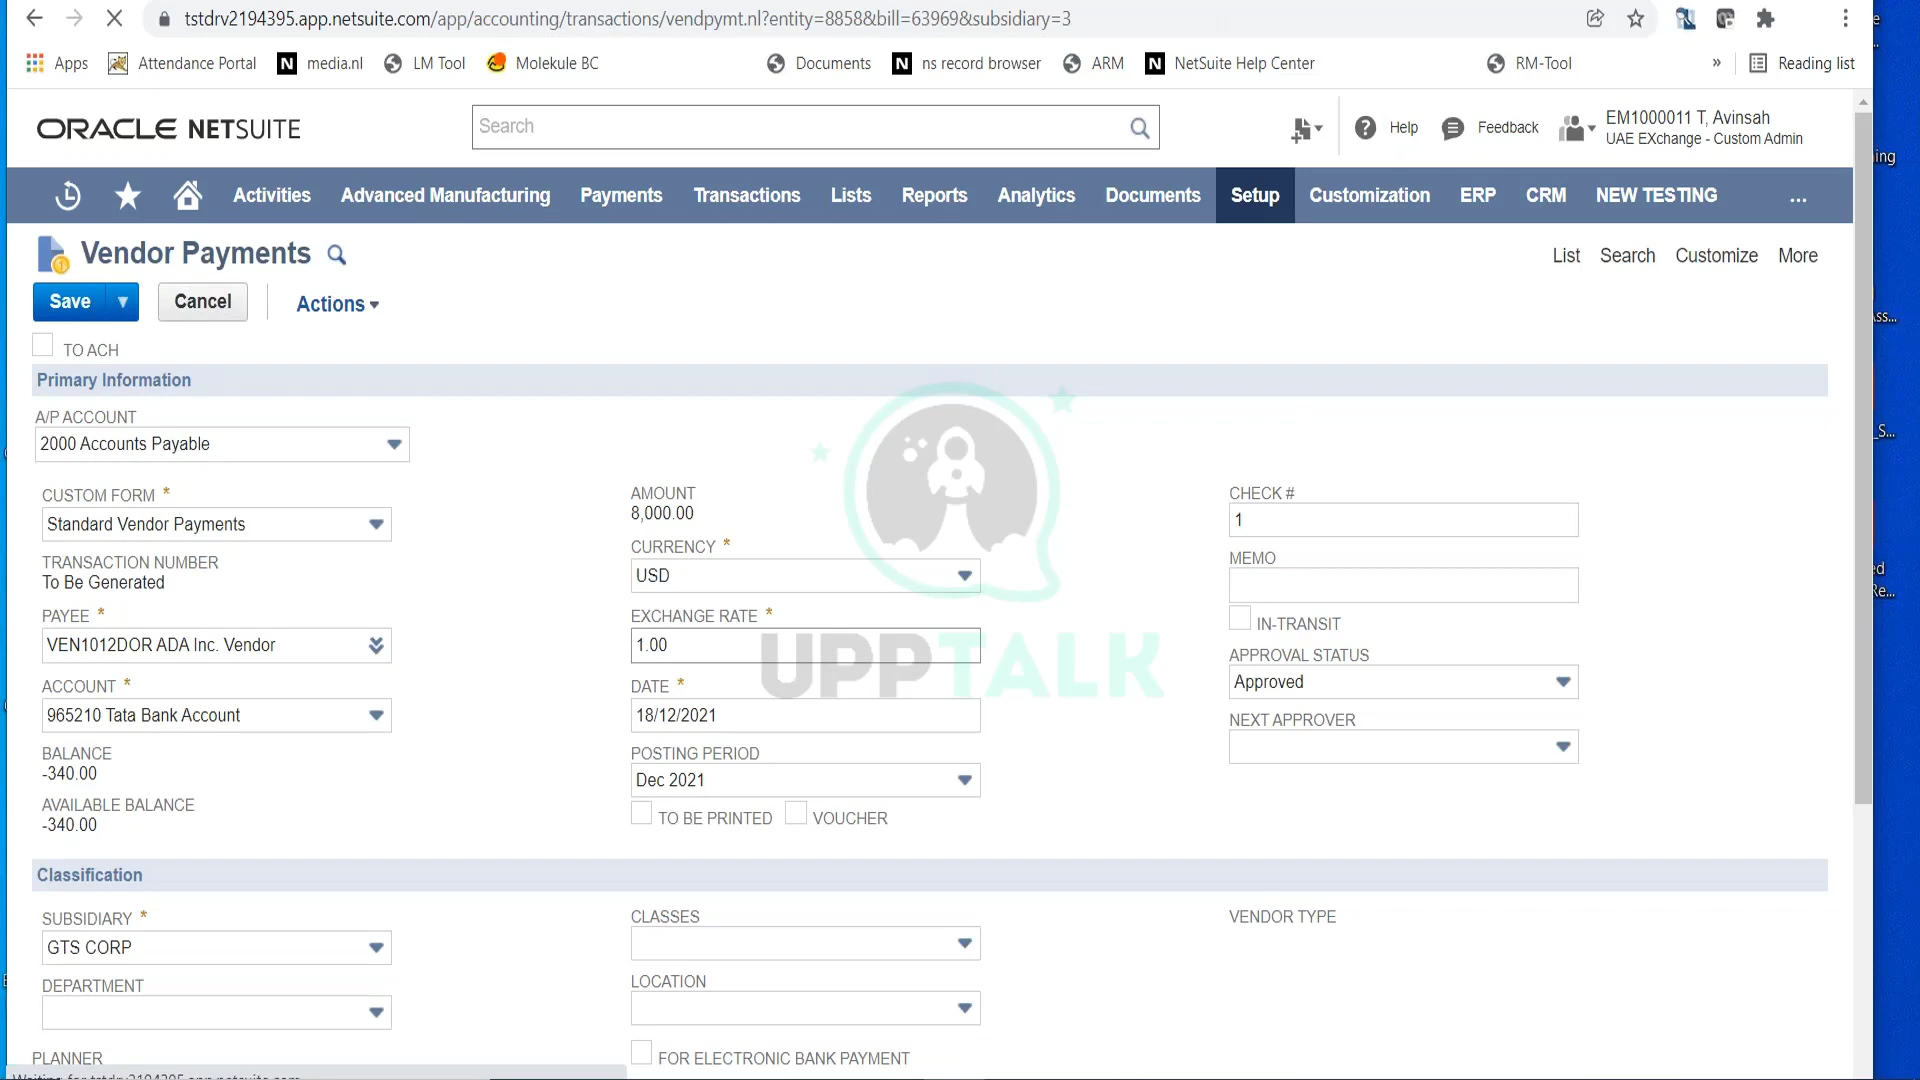 tstdrv2194395.app.netsuite.com/app/accounting/transactions/vendpymt.nl?entity=8858&bill=63969&subsidiary=3
Apps Attendance Portal media.nl LM Tool Molekule BC Documents ns record browser ARM NetSuite Help Center RM-Tool » Reading list
ORACLE NETSUITE Search Help Feedback EM1000011 T, Avinsah
UAE EXchange - Custom Admin
Activities Advanced Manufacturing Payments Transactions Lists Reports Analytics Documents Setup Customization ERP CRM NEW TESTING ...
Vendor Payments List Search Customize More
Save Cancel Actions
TO ACH
Primary Information
A/P ACCOUNT
2000 Accounts Payable
CUSTOM FORM *
Standard Vendor Payments
TRANSACTION NUMBER
To Be Generated
PAYEE *
VEN1012DOR ADA Inc. Vendor
ACCOUNT *
965210 Tata Bank Account
BALANCE
-340.00
AVAILABLE BALANCE
-340.00
AMOUNT
8,000.00
CURRENCY *
USD
EXCHANGE RATE *
1.00
DATE *
18/12/2021
POSTING PERIOD
Dec 2021
TO BE PRINTED VOUCHER
CHECK #
1
MEMO
IN-TRANSIT
APPROVAL STATUS
Approved
NEXT APPROVER
UPPTALK
Classification
SUBSIDIARY *
GTS CORP
DEPARTMENT
PLANNER
CLASSES
LOCATION
FOR ELECTRONIC BANK PAYMENT
VENDOR TYPE